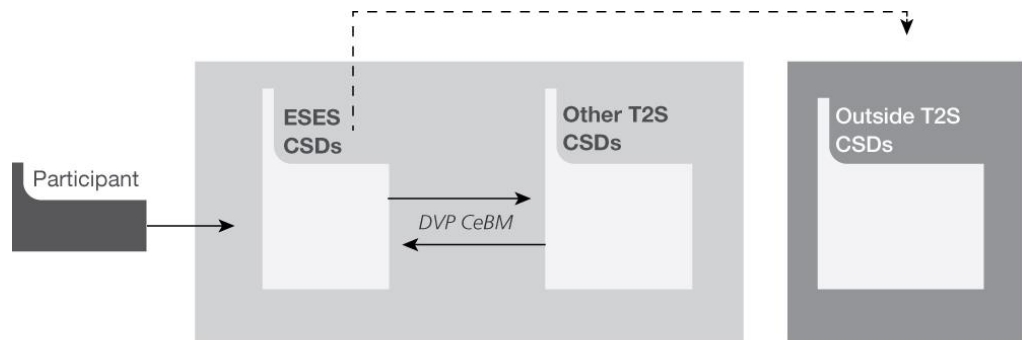 Participant
ESES
CSDs
DVP CeBM
Other T2S
CSDs
Outside T2S
CSDs